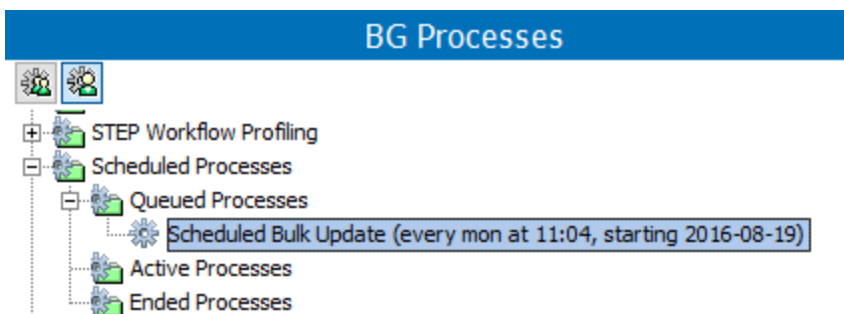 BG Processes
STEP Workflow Profiling
Scheduled Processes
Queued Processes
Scheduled Bulk Update (every mon at 11:04, starting 2016-08-19)
Active Processes
Ended Processes